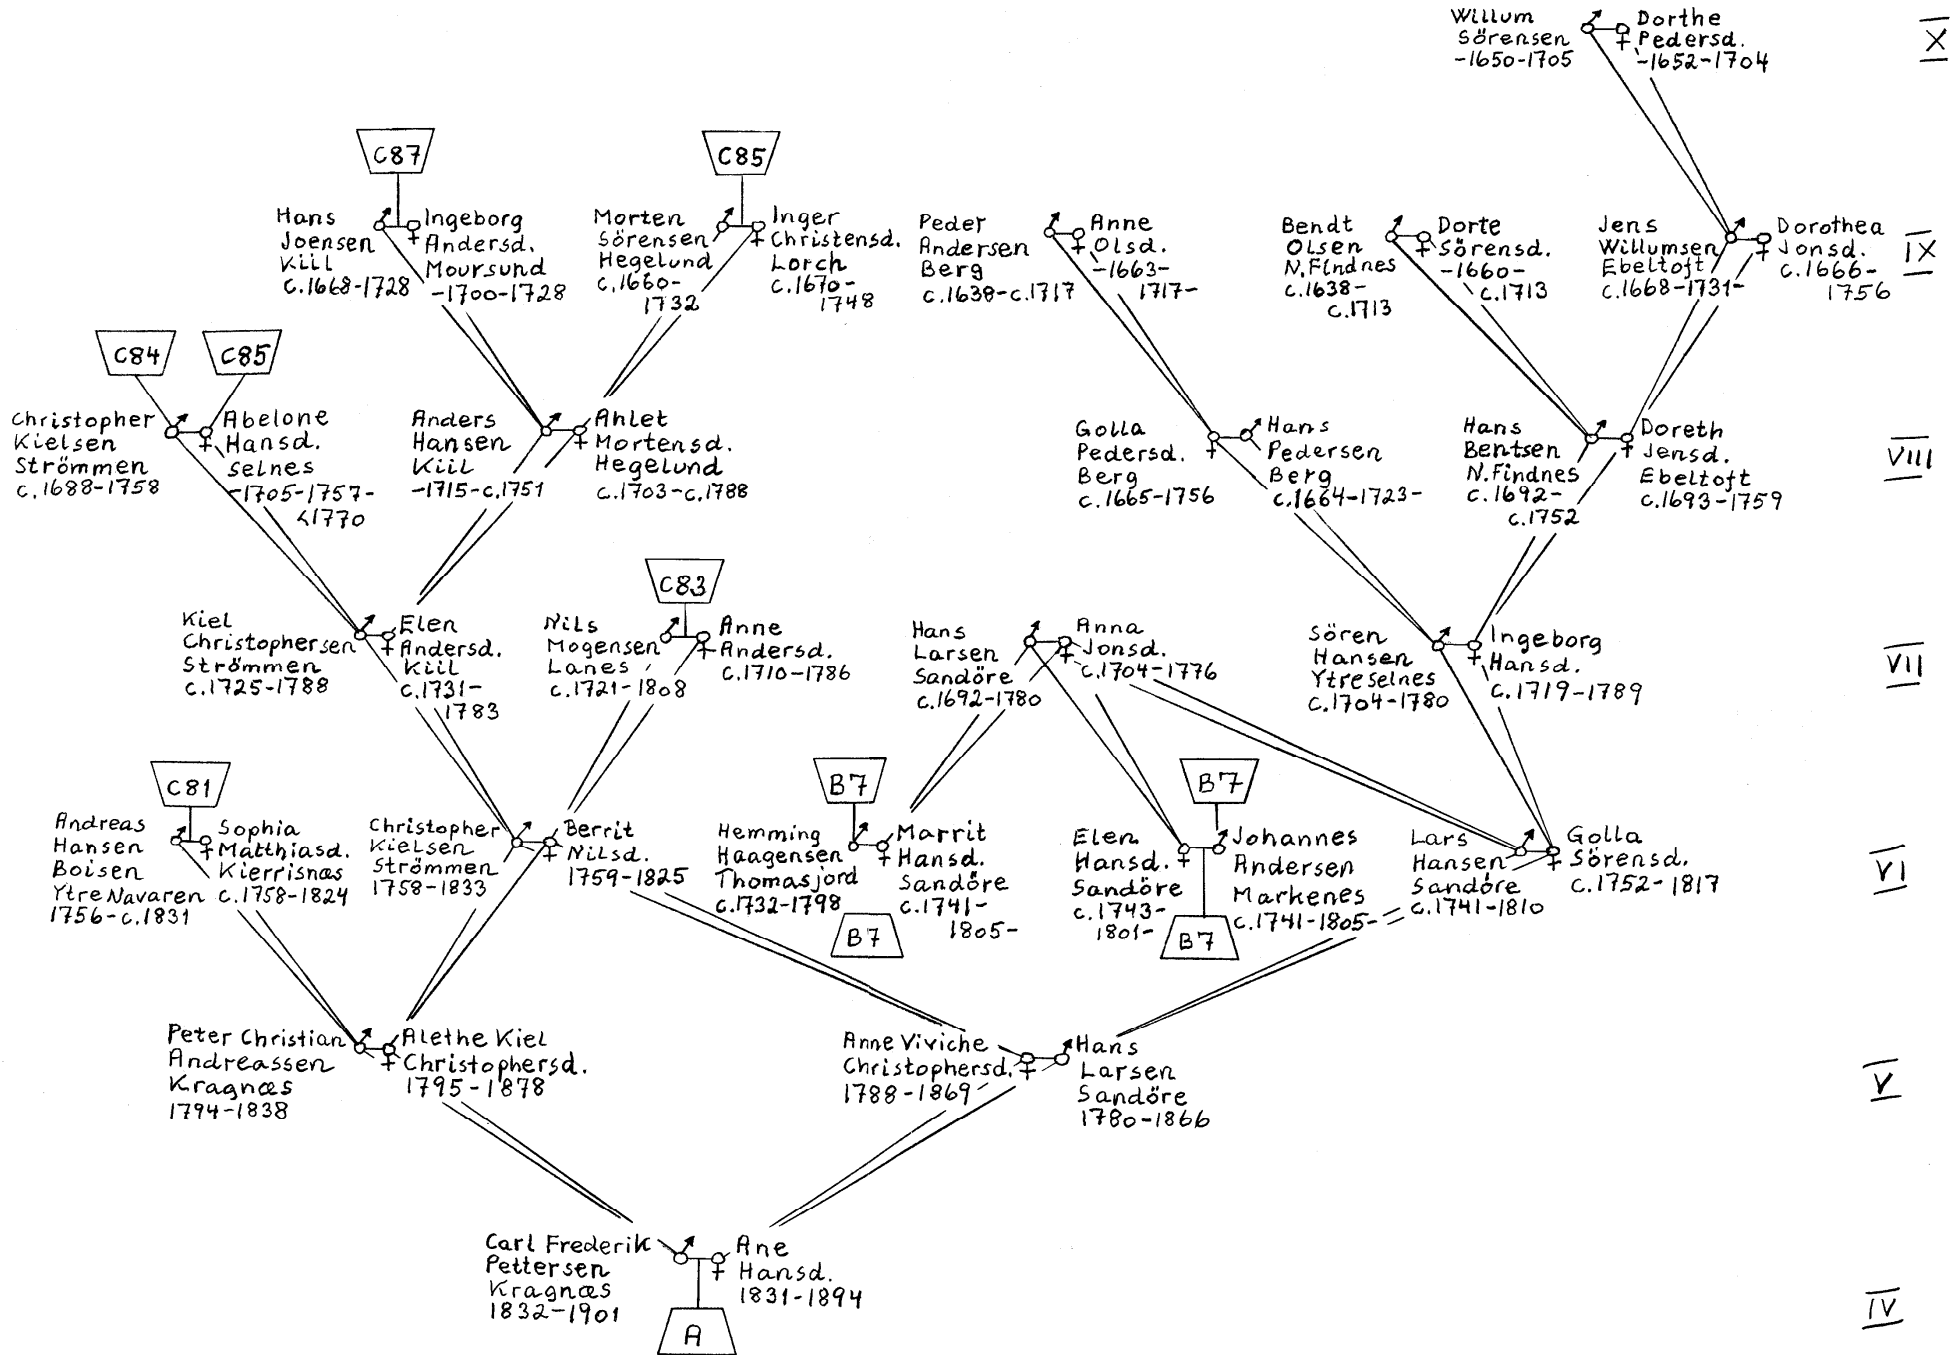 Willum
Sörensen
-1650-1705
Dorthe
Pedersd.
-1652-1704
X
C87
C85
Hans
Joensen
Kiil
c.1668-1728
Ingeborg
Andersd.
Moursund
-1700-1728
Morten
Sörensen
Hegelund
c.1660-
1732
Inger
Christensd.
Lorch
c.1670-
1748
Peder
Andersen
Berg
c.1638-c.1717
Anne
Olsd.
-1663-
1717-
Bendt
Olsen
N.Findnes
c.1638-
c.1713
Dorte
Sörensd.
-1660-
c.1713
Jens
Willumsen
Ebeltoft
c.1668-1731-
Dorothea
Jonsd.
c.1666-
1756
IX
C84
C85
Christopher
Kielsen
Strömmen
c.1688-1758
Abelone
Hansd.
Selnes
-1705-1757-
<1770
Anders
Hansen
Kiil
-1715-c.1751
Ahlet
Mortensd.
Hegelund
c.1703-c.1788
Golla
Pedersd.
Berg
c.1665-1756
Hans
Pedersen
Berg
c.1664-1723-
Hans
Bentsen
N.Findnes
c.1692-
c.1752
Doreth
Jensd.
Ebeltoft
c.1693-1759
VIII
C83
Kiel
Christophersen
Strömmen
c.1725-1788
Elen
Andersd.
Kiil
c.1731-
1783
Nils
Mogensen
Lanes
c.1721-1808
Anne
Andersd.
c.1710-1786
Hans
Larsen
Sandöre
c.1692-1780
Anna
Jonsd.
c.1704-1776
Sören
Hansen
Ytreselnes
c.1704-1780
Ingeborg
Hansd.
c.1719-1789
VII
C81
B7
B7
Andreas
Hansen
Boisen
Ytre Navaren
1756-c.1831
Sophia
Matthiasd.
Kierrisnæs
c.1758-1824
Christopher
Kielsen
Strömmen
1758-1833
Berrit
Nilsd.
1759-1825
Hemming
Haagensen
Thomasjord
c.1732-1798
B7
Marrit
Hansd.
Sandöre
c.1741-
1805-
Elen
Hansd.
Sandöre
c.1743-
1801-
B7
Johannes
Andersen
Markenes
c.1741-1805-
Lars
Hansen
Sandöre
c.1741-1810
Golla
Sörensd.
c.1752-1817
VI
Peter Christian
Andreassen
Kragnæs
1794-1838
Alethe Kiel
Christophersd.
1795-1878
Anne Viviche
Christophersd.
1788-1869
Hans
Larsen
Sandöre
1780-1866
V
Carl Frederik
Pettersen
Kragnæs
1832-1901
Ane
Hansd.
1831-1894
A
IV